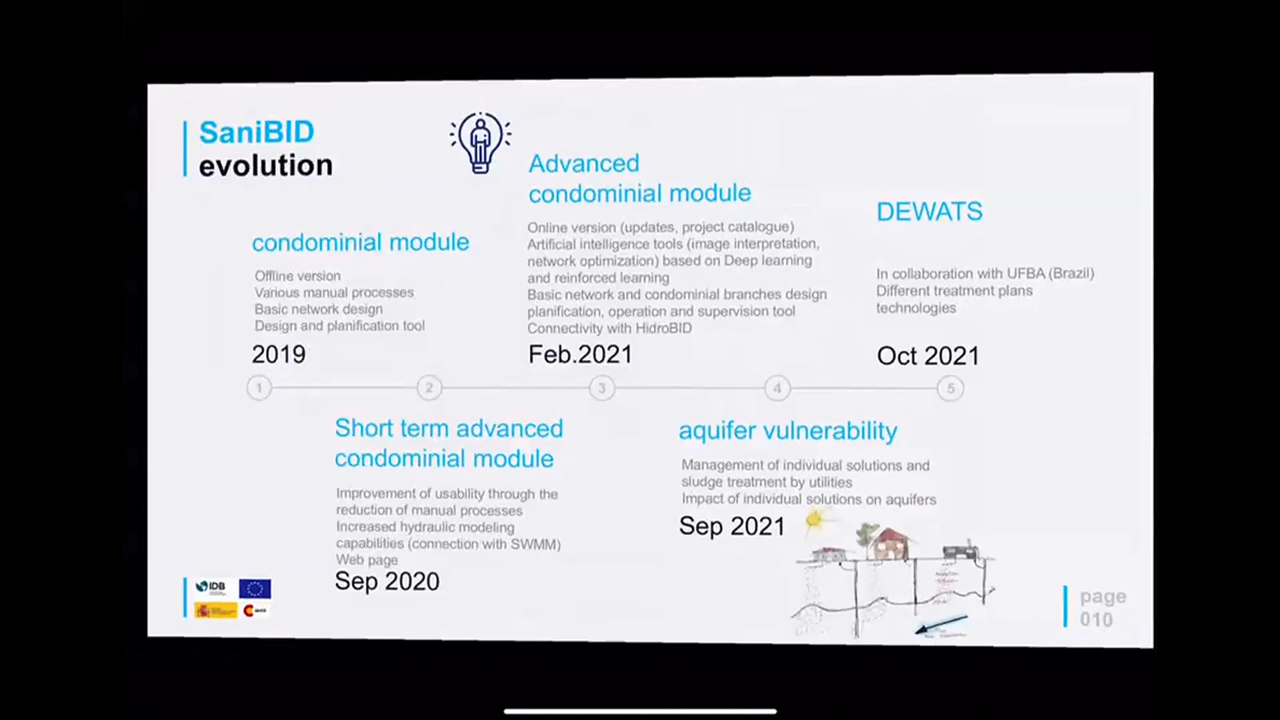 SaniBID
evolution
condominial module
Offline version
Various manual processes
Basic network design
Design and planification tool
2019
Advanced
condominial module
Online version (updates, project catalogue)
Artificial intelligence tools (image interpretation,
network optimization) based on Deep learning
and reinforced learning
Basic network and condominial branches design
planification, operation and supervision tool
Connectivity with HidroBID
Feb.2021
DEWATS
In collaboration with UFBA (Brazil)
Different treatment plans
technologies
Oct 2021
1
2
3
4
5
Short term advanced
condominial module
Improvement of usability through the
reduction of manual processes
Increased hydraulic modeling
capabilities (connection with SWMM)
Web page
Sep 2020
aquifer vulnerability
Management of individual solutions and
sludge treatment by utilities
Impact of individual solutions on aquifers
Sep 2021
IDB
page
010